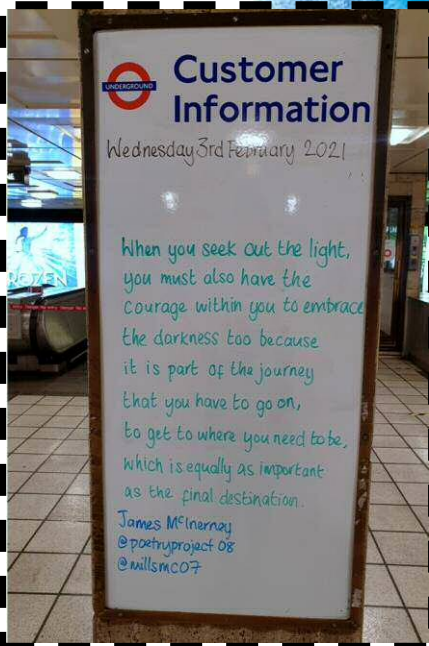 UNDERGROUND
Customer
Information
Wednesday 3rd February 2021
When you seek out the light,
you must also have the
courage within you to embrace
the darkness too because
it is part of the journey
that you have to go on,
to get to where you need to be,
which is equally as important
as the final destination.
James McInerney
@poetryproject08
@millsmc07
FROZEN